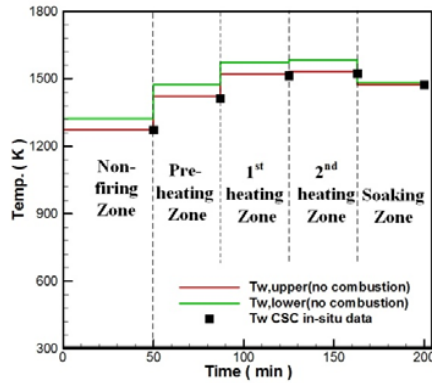 1800
1500
1200
900
600
300
Temp. ( K )
Non-
firing
Zone
Pre-
heating
Zone
1st
heating
Zone
2nd
heating
Zone
Soaking
Zone
Tw,upper(no combustion)
Tw,lower(no combustion)
Tw CSC in-situ data
0 50 100 150 200
Time ( min )